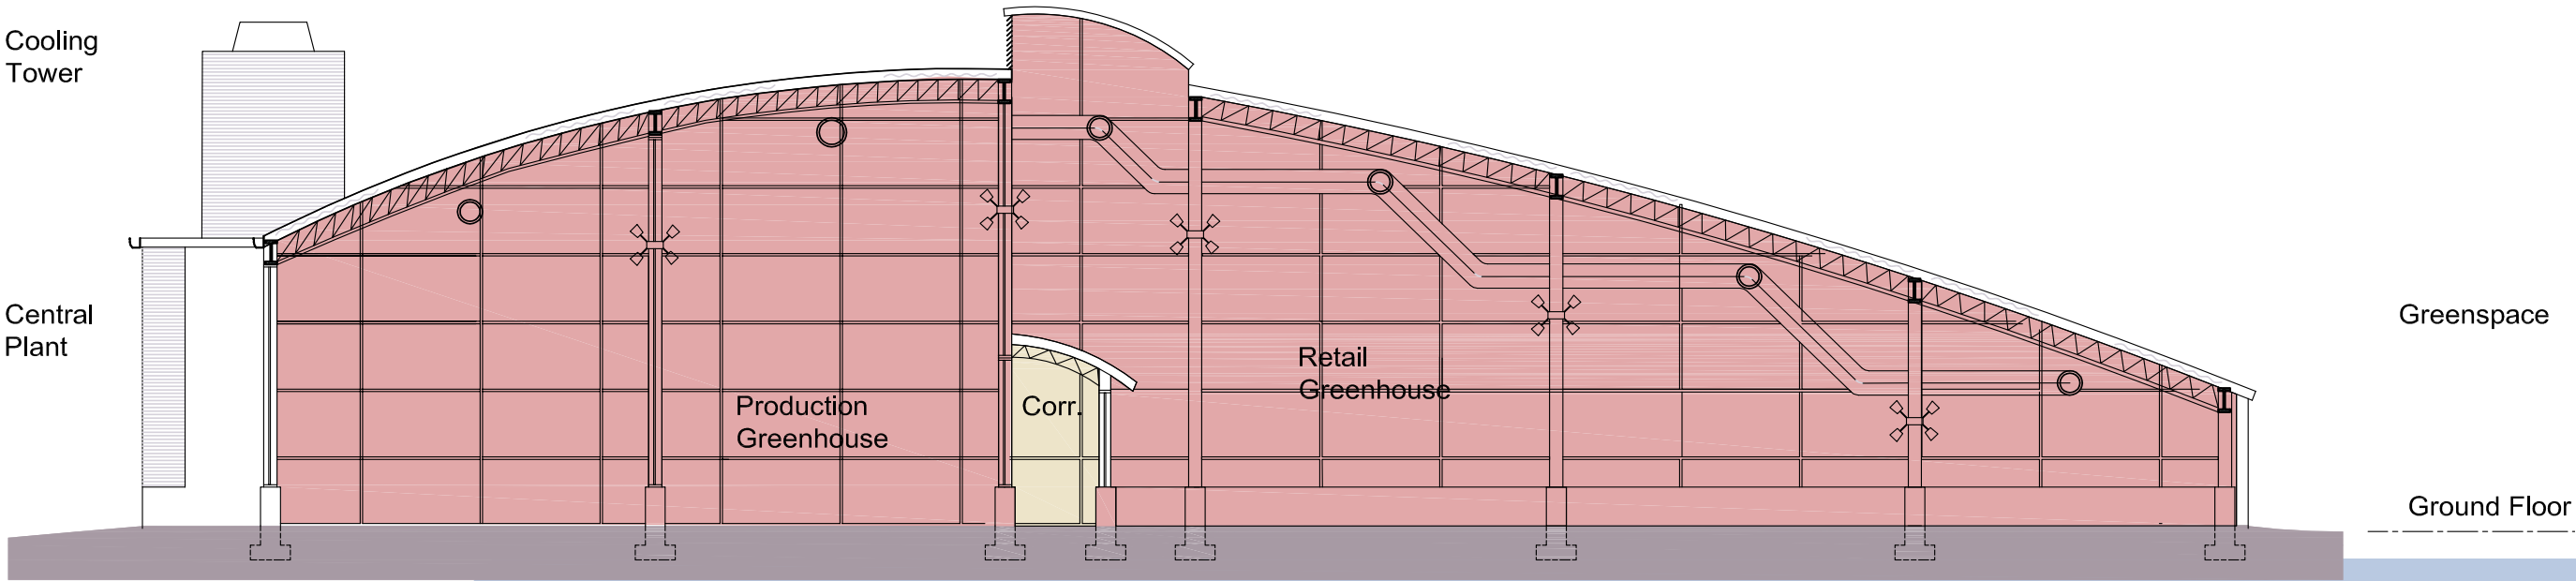 Cooling
Tower
Central
Plant
Production
Greenhouse
Corr.
Retail
Greenhouse
Greenspace
Ground Floor